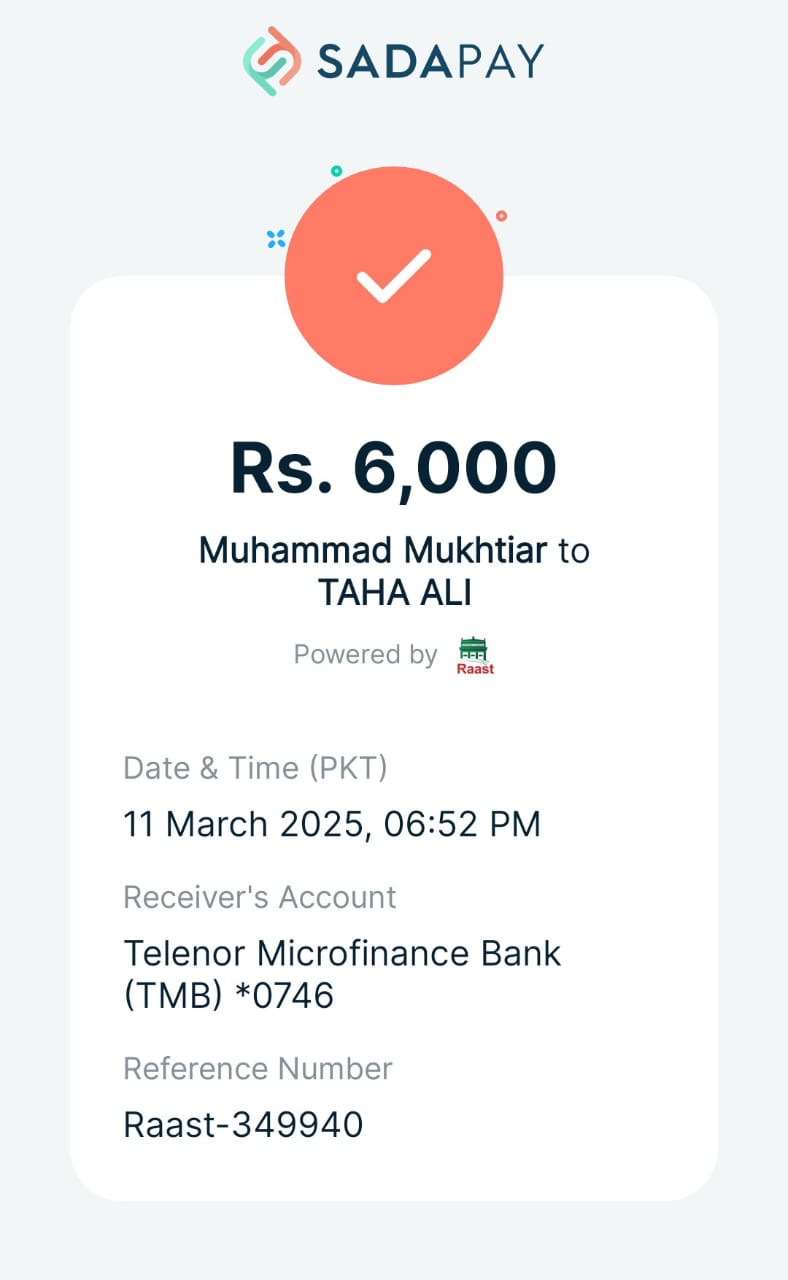 SADAPAY
Rs. 6,000
Muhammad Mukhtiar to
TAHA ALI
Powered by Raast
Date & Time (PKT)
11 March 2025, 06:52 PM
Receiver's Account
Telenor Microfinance Bank
(TMB) *0746
Reference Number
Raast-349940